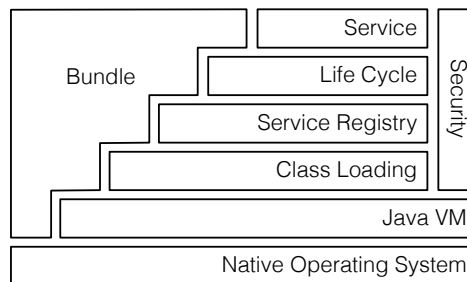 Service
Bundle
Life Cycle
Security
Service Registry
Class Loading
Java VM
Native Operating System